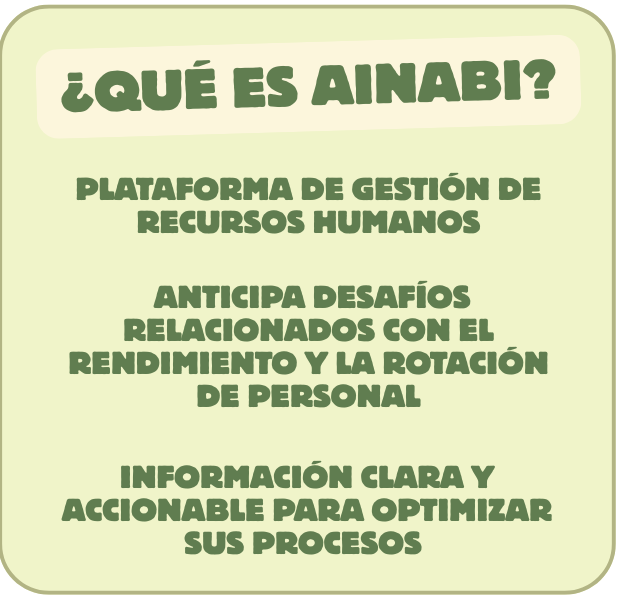 ¿QUÉ ES AINABI?
PLATAFORMA DE GESTIÓN DE
RECURSOS HUMANOS
ANTICIPA DESAFÍOS
RELACIONADOS CON EL
RENDIMIENTO Y LA ROTACIÓN
DE PERSONAL
INFORMACIÓN CLARA Y
ACCIONABLE PARA OPTIMIZAR
SUS PROCESOS